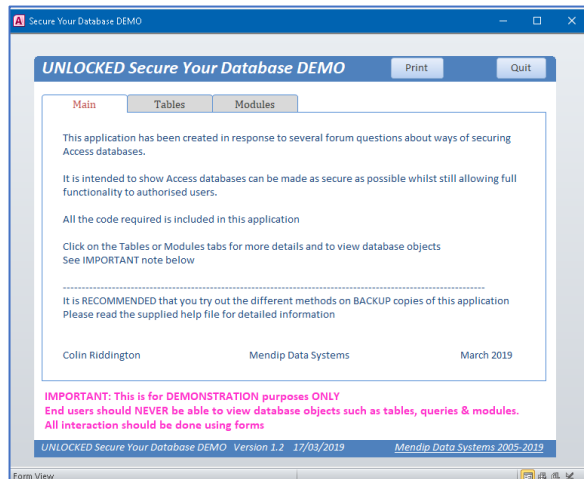 Secure Your Database DEMO
UNLOCKED Secure Your Database DEMO Print Quit
Main Tables Modules
This application has been created in response to several forum questions about ways of securing
Access databases.
It is intended to show Access databases can be made as secure as possible whilst still allowing full
functionality to authorised users.
All the code required is included in this application
Click on the Tables or Modules tabs for more details and to view database objects
See IMPORTANT note below
--------------------------------------------------------------------------------------------------------------
It is RECOMMENDED that you try out the different methods on BACKUP copies of this application
Please read the supplied help file for detailed information
Colin Riddington Mendip Data Systems March 2019
IMPORTANT: This is for DEMONSTRATION purposes ONLY
End users should NEVER be able to view database objects such as tables, queries & modules.
All interaction should be done using forms
UNLOCKED Secure Your Database DEMO Version 1.2 17/03/2019 Mendip Data Systems 2005-2019
Form View